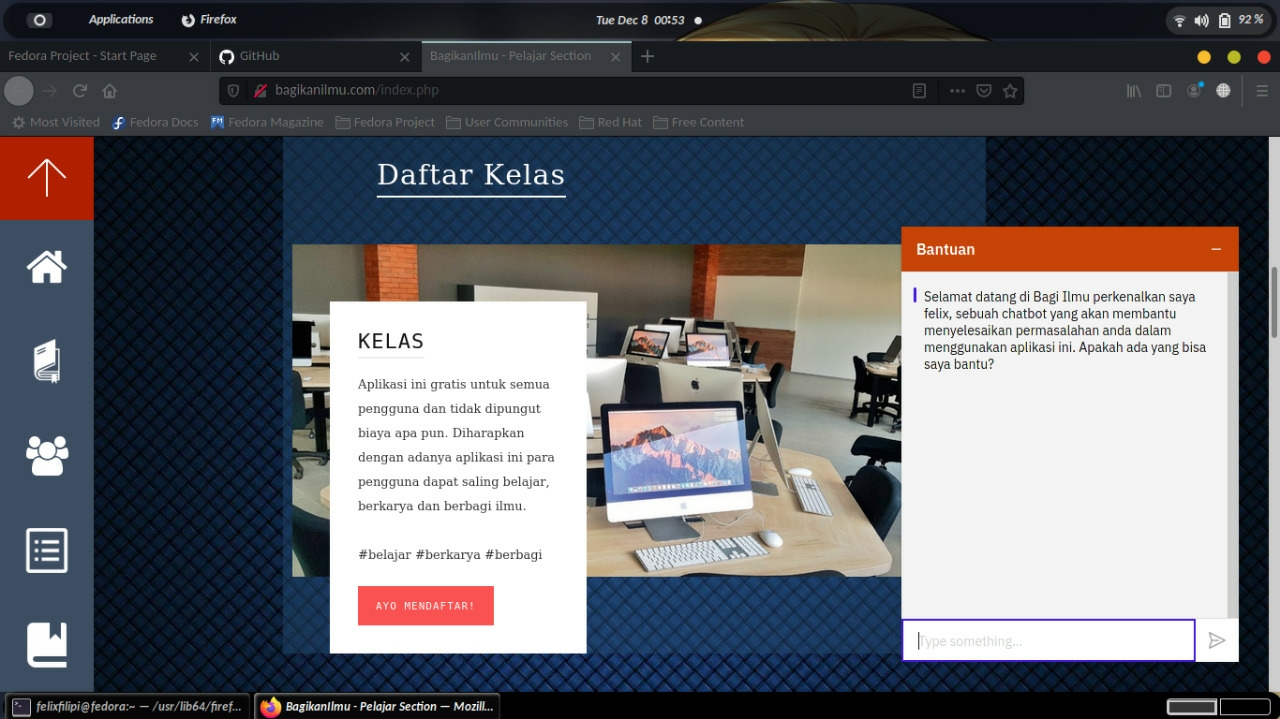 Applications
Firefox
Tue Dec 8 00:53
92 %
Fedora Project - Start Page
GitHub
BagikanIlmu - Pelajar Section
bagikanilmu.com/index.php
Most Visited
Fedora Docs
Fedora Magazine
Fedora Project
User Communities
Red Hat
Free Content
Daftar Kelas
KELAS
Aplikasi ini gratis untuk semua
pengguna dan tidak dipungut
biaya apa pun. Diharapkan
dengan adanya aplikasi ini para
pengguna dapat saling belajar,
berkarya dan berbagi ilmu.
#belajar #berkarya #berbagi
AYO MENDAFTAR!
Bantuan
Selamat datang di Bagi Ilmu perkenalkan saya
felix, sebuah chatbot yang akan membantu
menyelesaikan permasalahan anda dalam
menggunakan aplikasi ini. Apakah ada yang bisa
saya bantu?
Type something...
felixfilipi@fedora:~ — /usr/lib64/firef...
BagikanIlmu - Pelajar Section — Mozill...